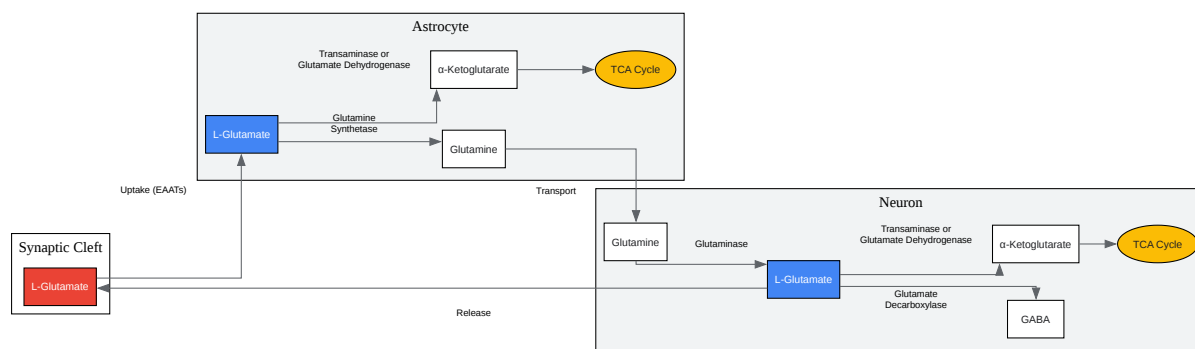 Astrocyte
Transaminase or
Glutamate Dehydrogenase
α-Ketoglutarate
TCA Cycle
L-Glutamate
Glutamine
Synthetase
Glutamine
Uptake (EAATs)
Transport
Neuron
Synaptic Cleft
L-Glutamate
Glutamine
Glutaminase
L-Glutamate
Transaminase or
Glutamate Dehydrogenase
α-Ketoglutarate
TCA Cycle
Glutamate
Decarboxylase
GABA
Release